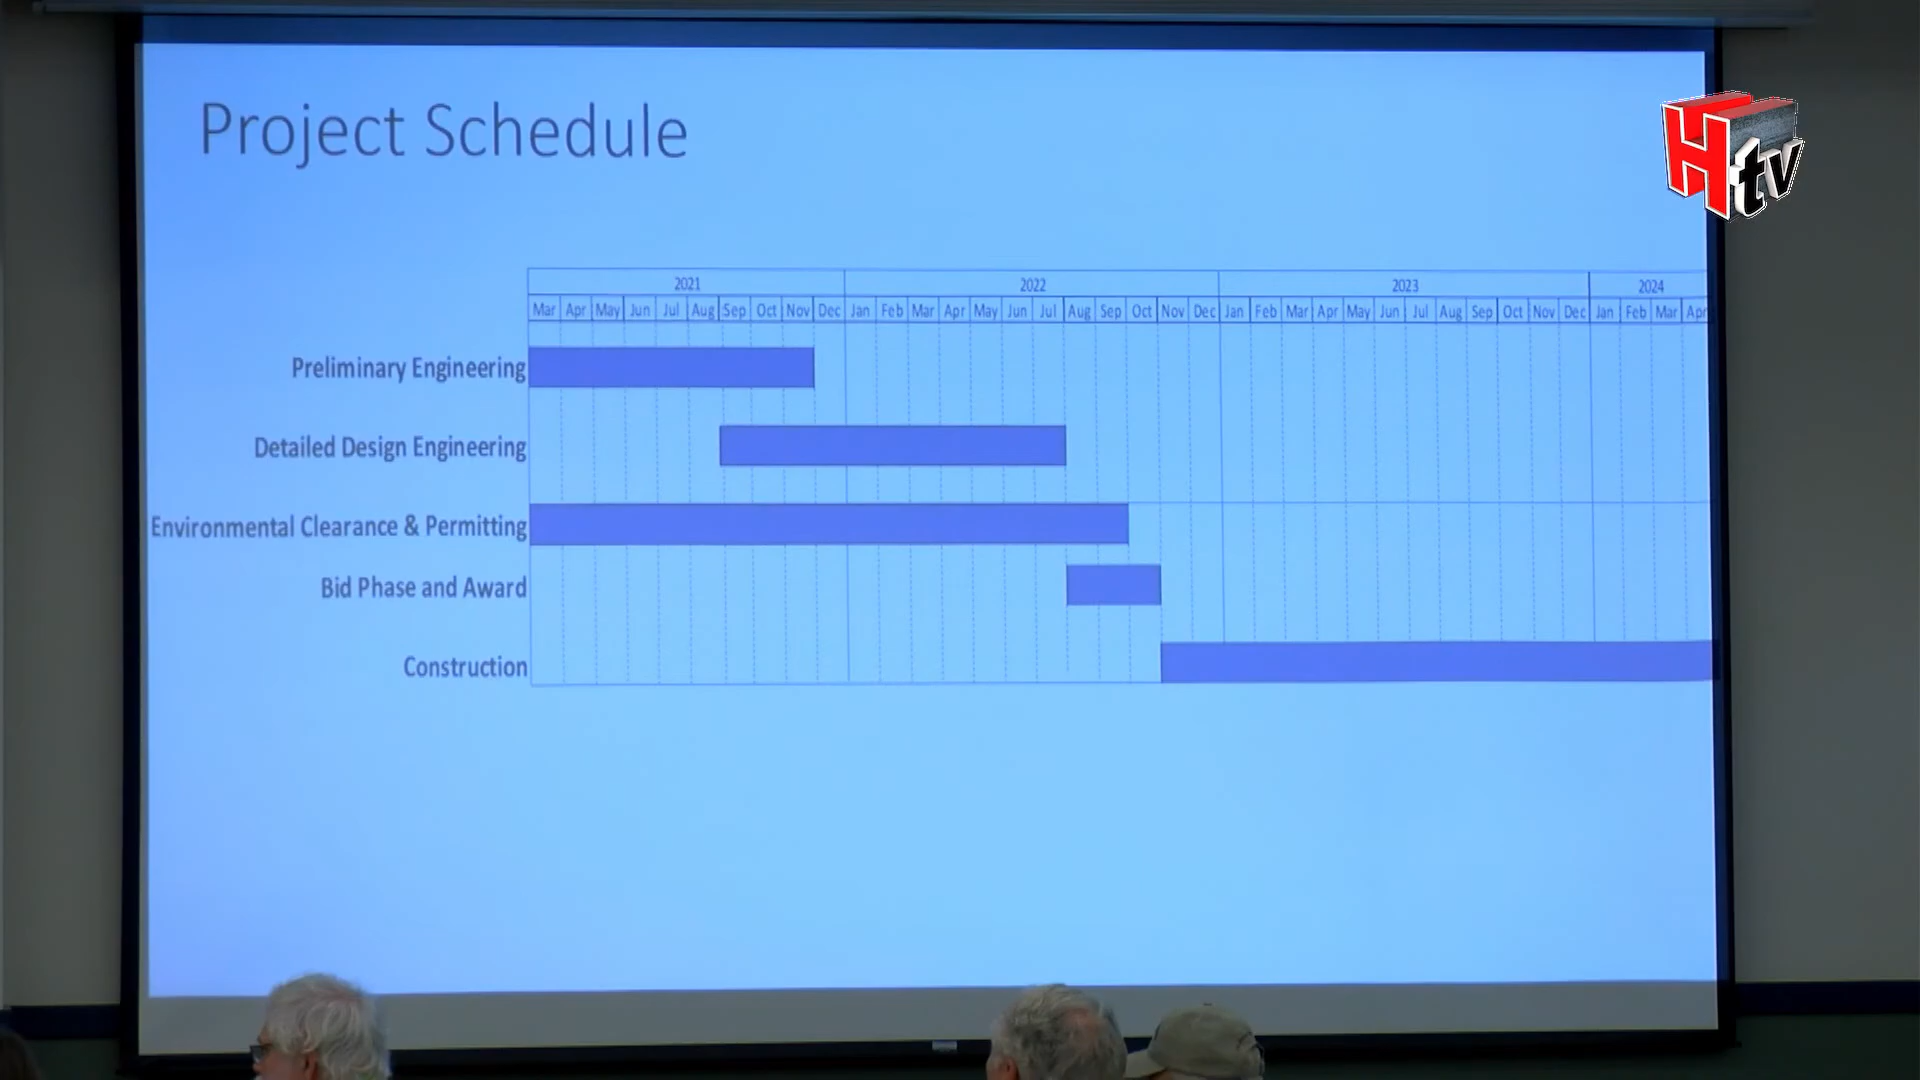 Project Schedule
Htv
2021 2022 2023 2024
Mar Apr May Jun Jul Aug Sep Oct Nov Dec Jan Feb Mar Apr May Jun Jul Aug Sep Oct Nov Dec Jan Feb Mar Apr May Jun Jul Aug Sep Oct Nov Dec Jan Feb Mar Apr
Preliminary Engineering
Detailed Design Engineering
Environmental Clearance & Permitting
Bid Phase and Award
Construction